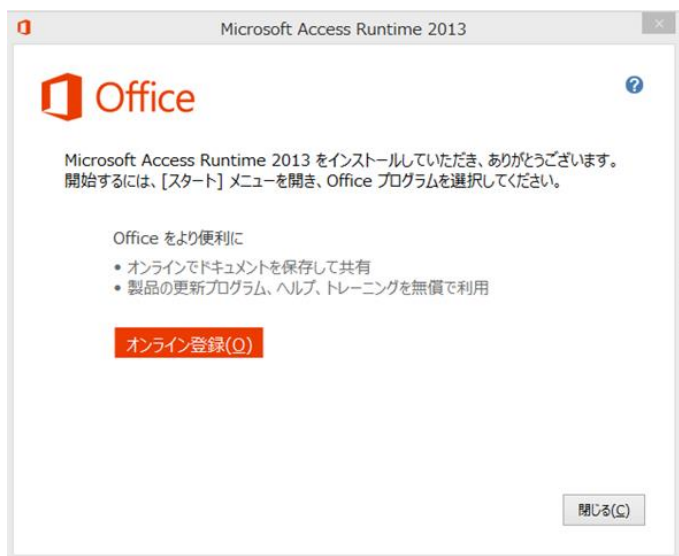 Microsoft Access Runtime 2013
Office
Microsoft Access Runtime 2013 をインストールしていただき、ありがとうございます。
開始するには、[スタート] メニューを開き、Office プログラムを選択してください。
Office をより便利に
• オンラインでドキュメントを保存して共有
• 製品の更新プログラム、ヘルプ、トレーニングを無償で利用
オンライン登録(O)
閉じる(C)